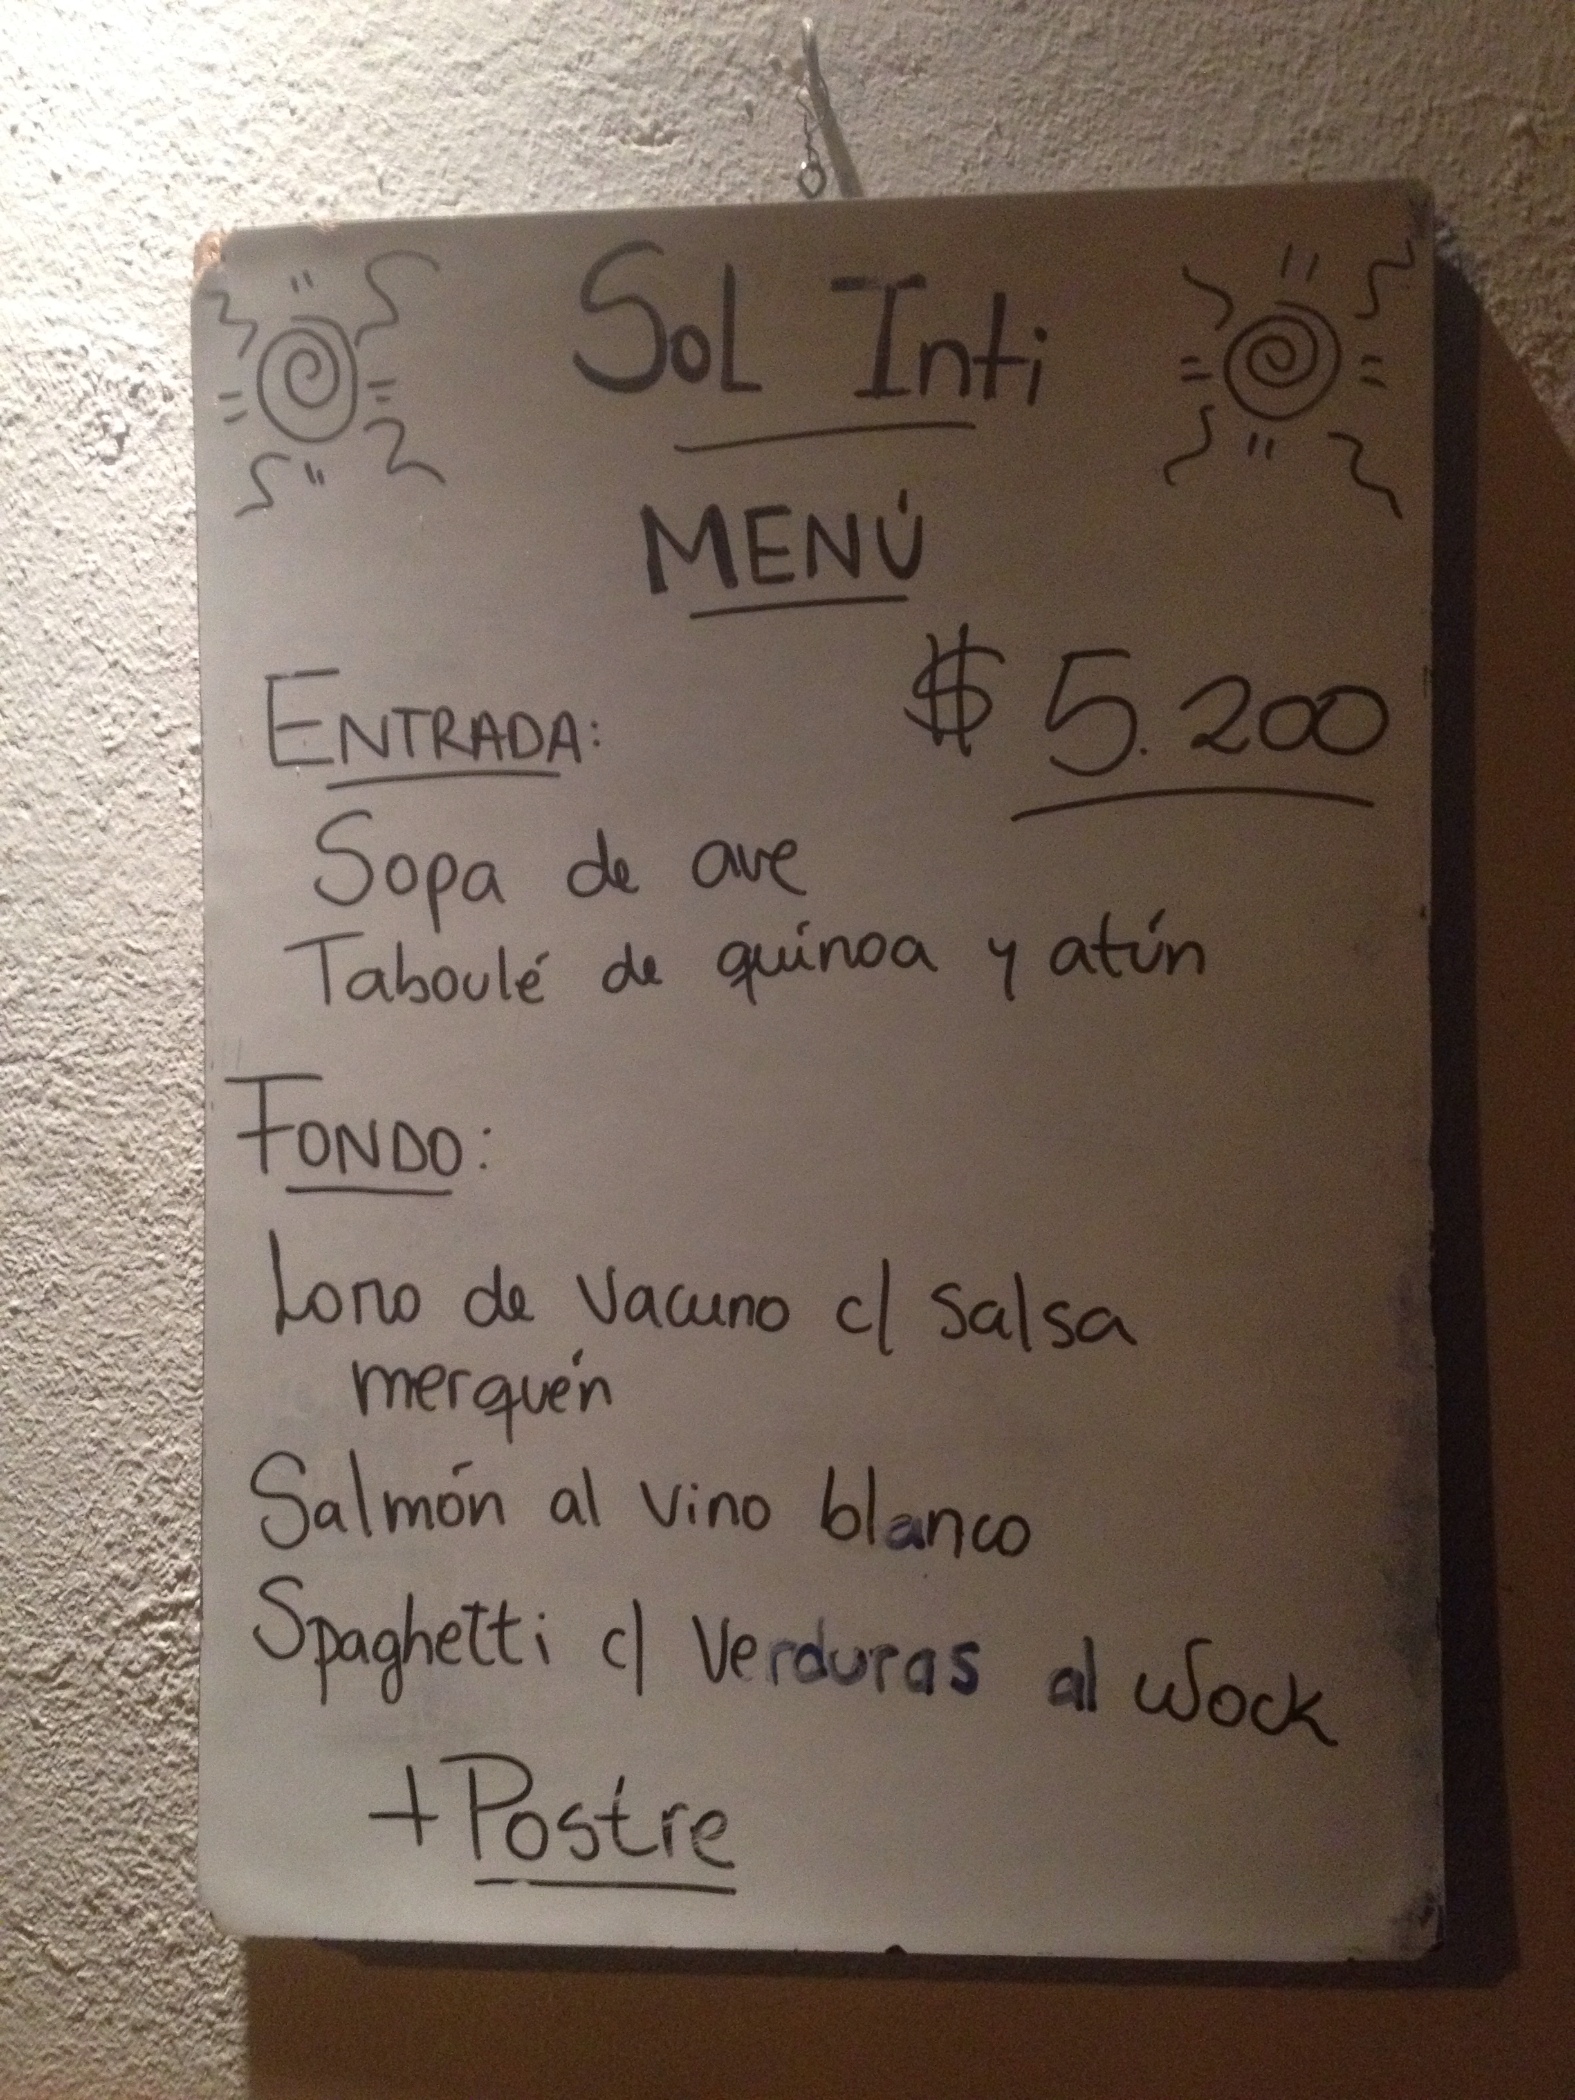 Sol Inti
MENÚ
ENTRADA: $ 5.200
Sopa de ave
Taboulé de quinoa y atún
FONDO:
Lomo de vacuno c/ salsa
merquén
Salmón al vino blanco
Spaghetti c/ verduras al wock
+ Postre